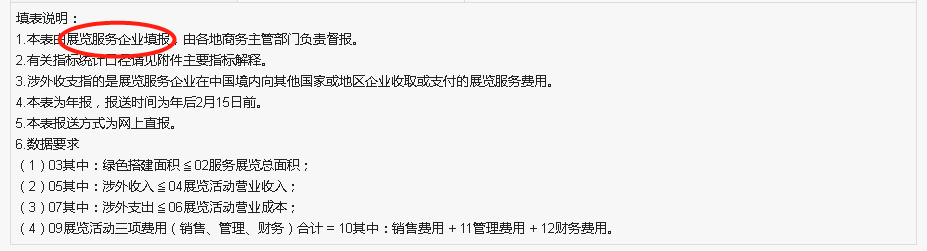 填表说明：
1.本表由展览服务企业填报，由各地商务主管部门负责督报。
2.有关指标统计口径请见附件主要指标解释。
3.涉外收支指的是展览服务企业在中国境内向其他国家或地区企业收取或支付的展览服务费用。
4.本表为年报，报送时间为年后2月15日前。
5.本表报送方式为网上直报。
6.数据要求
（1）03其中：绿色搭建面积≦02服务展览总面积；
（2）05其中：涉外收入≦04展览活动营业收入；
（3）07其中：涉外支出≦06展览活动营业成本；
（4）09展览活动三项费用（销售、管理、财务）合计＝10其中：销售费用＋11管理费用＋12财务费用。